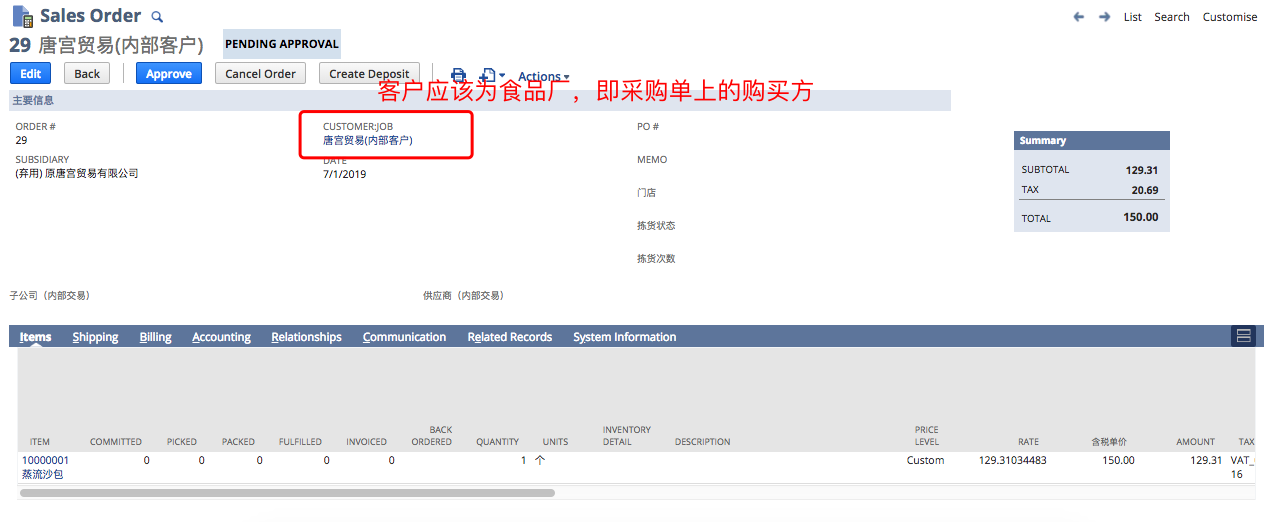 Sales Order
List Search Customise
29 唐宫贸易(内部客户) PENDING APPROVAL
Edit Back Approve Cancel Order Create Deposit Actions
客户应该为食品厂，即采购单上的购买方
主要信息
ORDER #
29
SUBSIDIARY
(弃用) 原唐宫贸易有限公司
CUSTOMER:JOB
唐宫贸易(内部客户)
DATE
7/1/2019
PO #
MEMO
门店
拣货状态
拣货次数
Summary
SUBTOTAL 129.31
TAX 20.69
TOTAL 150.00
子公司（内部交易） 供应商（内部交易）
Items Shipping Billing Accounting Relationships Communication Related Records System Information
ITEM COMMITTED PICKED PACKED FULFILLED INVOICED BACK ORDERED QUANTITY UNITS INVENTORY DETAIL DESCRIPTION PRICE LEVEL RATE 含税单价 AMOUNT TAX
10000001 0 0 0 0 0 1 个 Custom 129.31034483 150.00 129.31 VAT_
蒸流沙包 16